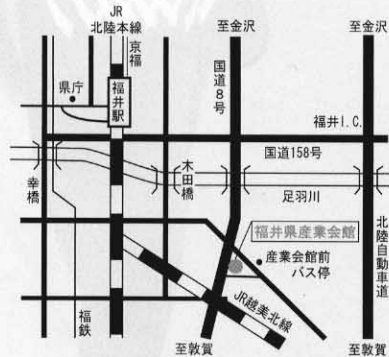 JR
北陸本線
京福
至金沢
至金沢
国道8号
県庁
福井駅
福井I.C.
国道158号
幸橋
木田橋
足羽川
福井県産業会館
産業会館前
バス停
北陸自動車道
福鉄
JR越美北線
至敦賀
至敦賀